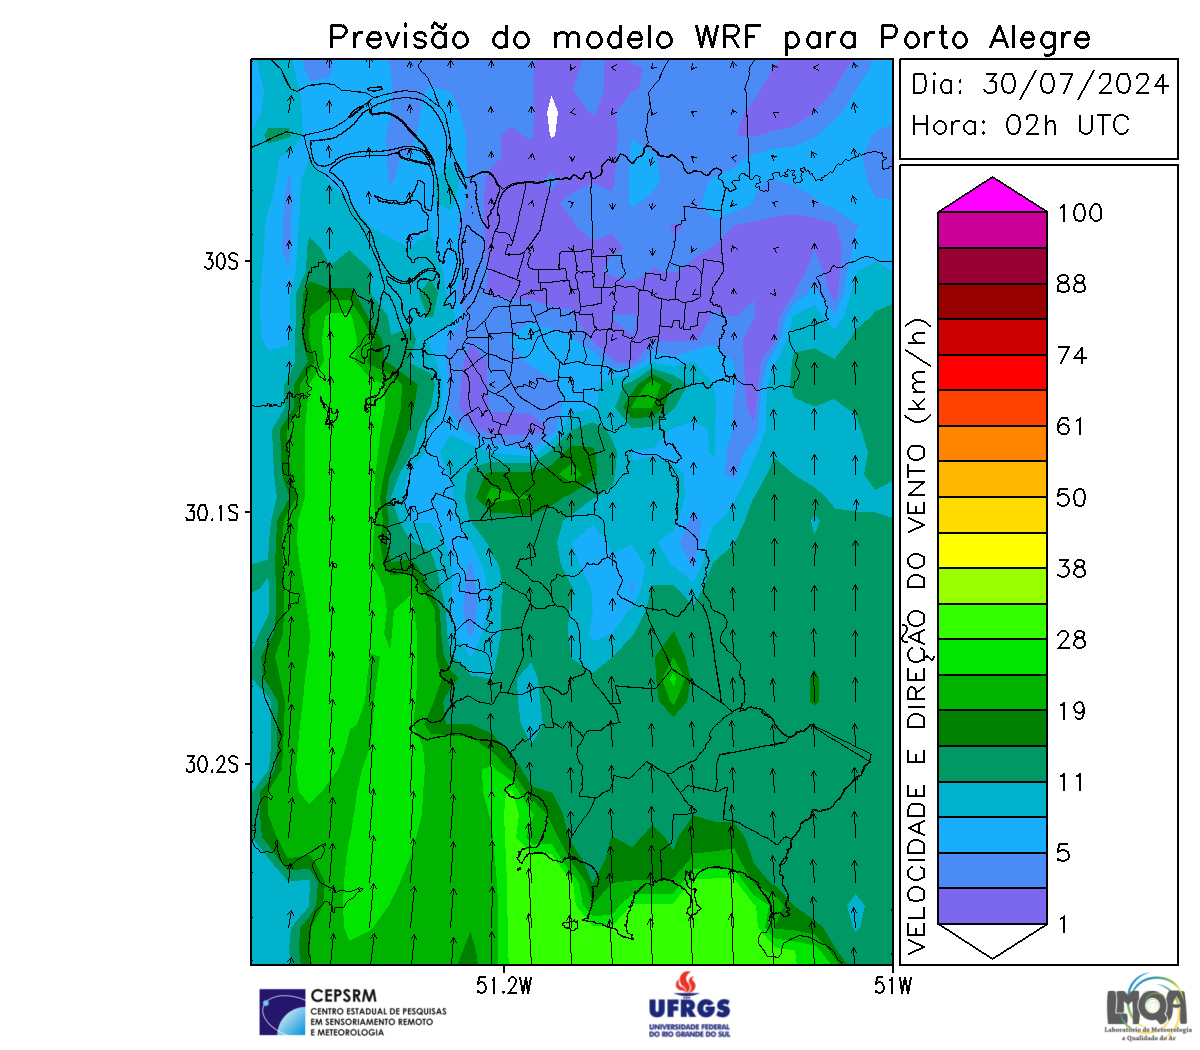 Previsão do modelo WRF para Porto Alegre
Dia: 30/07/2024
Hora: 02h UTC
VELOCIDADE E DIREÇÃO DO VENTO (km/h)
100
88
74
61
50
38
28
19
11
5
1
30S
30.1S
30.2S
51.2W
51W
CEPSRM
CENTRO ESTADUAL DE PESQUISAS
EM SENSORIAMENTO REMOTO
E METEOROLOGIA
UFRGS
UNIVERSIDADE FEDERAL
DO RIO GRANDE DO SUL
LMQA
Laboratório de Meteorologia
e Qualidade do Ar